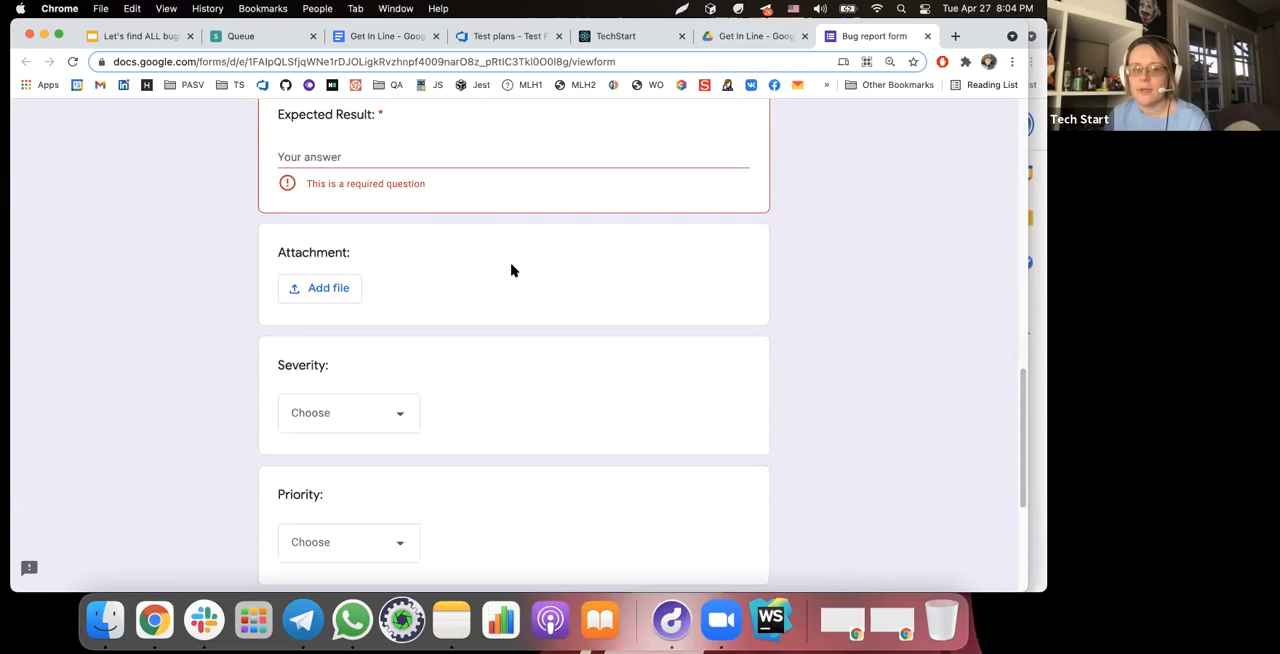 Chrome File Edit View History Bookmarks People Tab Window Help Tue Apr 27 8:04 PM
Let's find ALL bug Queue Get In Line - Goog Test plans - Test P TechStart Get In Line - Goog Bug report form
docs.google.com/forms/d/e/1FAIpQLSfjqWNe1rDJOLigkRvzhnpf4009narO8z_pRtIC3TkI0O0I8g/viewform
Apps PASV TS QA JS Jest MLH1 MLH2 WO » Other Bookmarks Reading List
Tech Start
Expected Result: *
Your answer
This is a required question
Attachment:
Add file
Severity:
Choose
Priority:
Choose
WS